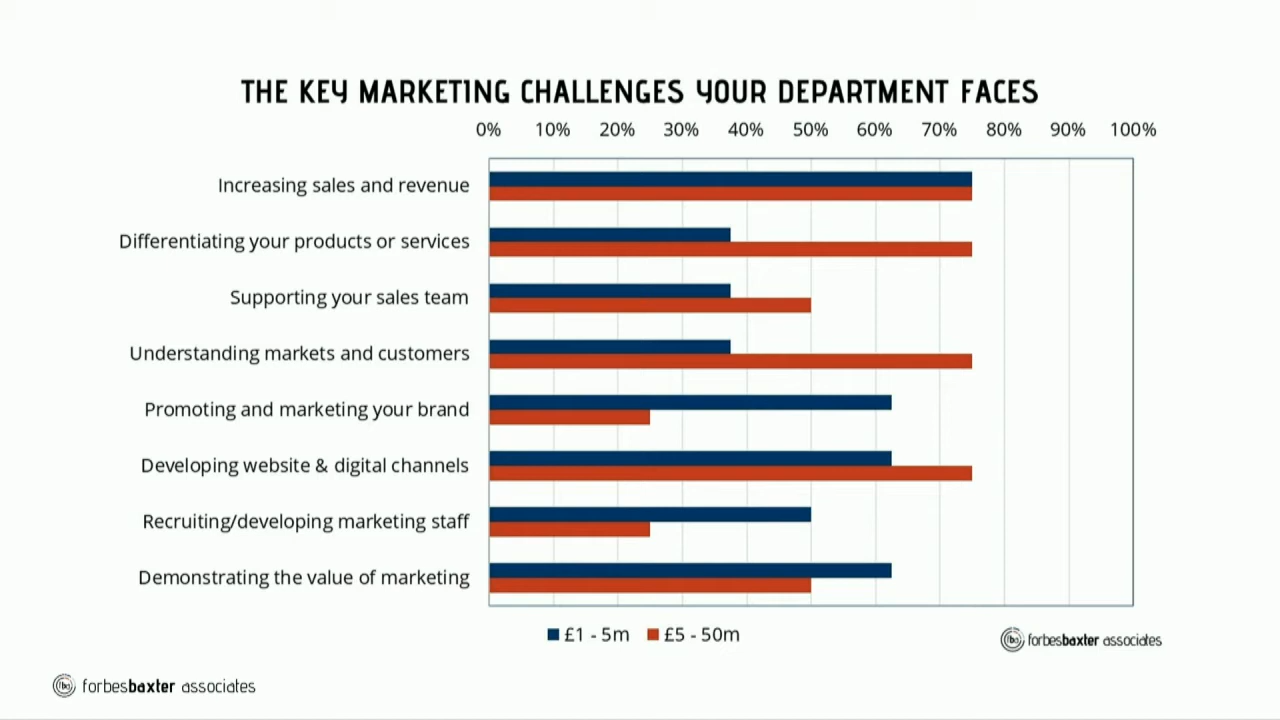 THE KEY MARKETING CHALLENGES YOUR DEPARTMENT FACES
0% 10% 20% 30% 40% 50% 60% 70% 80% 90% 100%
Increasing sales and revenue
Differentiating your products or services
Supporting your sales team
Understanding markets and customers
Promoting and marketing your brand
Developing website & digital channels
Recruiting/developing marketing staff
Demonstrating the value of marketing
£1 - 5m £5 - 50m
fba forbesbaxter associates
fba forbesbaxter associates